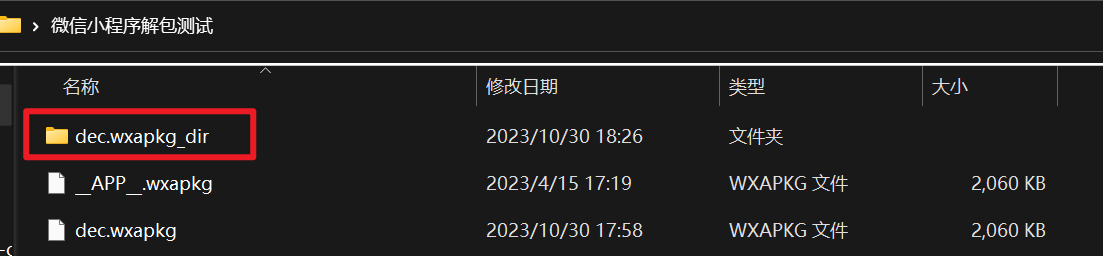 微信小程序解包测试
名称 修改日期 类型 大小
dec.wxapkg_dir 2023/10/30 18:26 文件夹
__APP__.wxapkg 2023/4/15 17:19 WXAPKG 文件 2,060 KB
dec.wxapkg 2023/10/30 17:58 WXAPKG 文件 2,060 KB